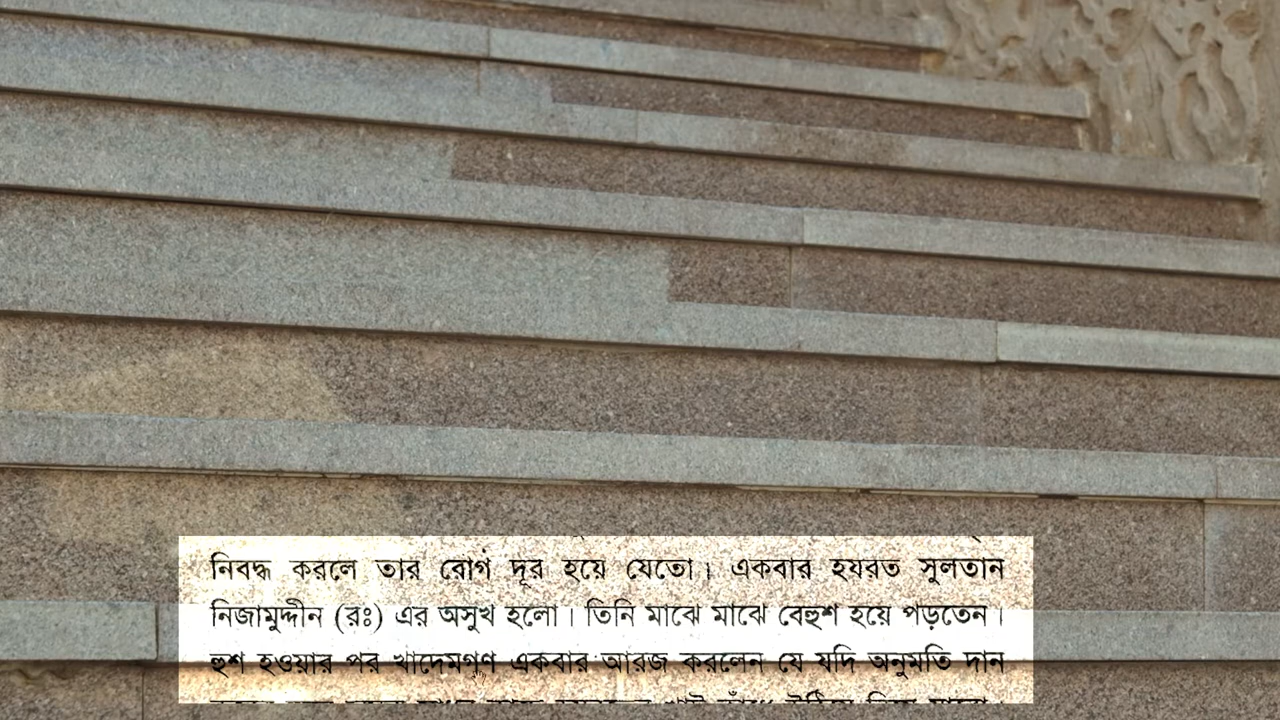 নিবদ্ধ করলে তার রোগ দূর হয়ে যেতো। একবার হযরত সুলতান
নিজামুদ্দীন (রঃ) এর অসুখ হলো। তিনি মাঝে মাঝে বেহুশ হয়ে পড়তেন।
হুশ হওয়ার পর খাদেমগণ একবার আরজ করলেন যে যদি অনুমতি দান